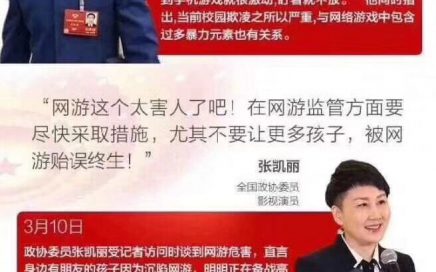 到手机游戏就很激动,盯着就不放。"他同时指
出,当前校园欺凌之所以严重,与网络游戏中包含
过多暴力元素也有关系。
“网游这个太害人了吧！在网游监管方面要
尽快采取措施，尤其不要让更多孩子，被网
游贻误终生！”
张凯丽
全国政协委员
影视演员
3月10日
政协委员张凯丽受记者访问时谈到网游危害，直言
身边有朋友的孩子因为沉陷网游，明明正在备战高